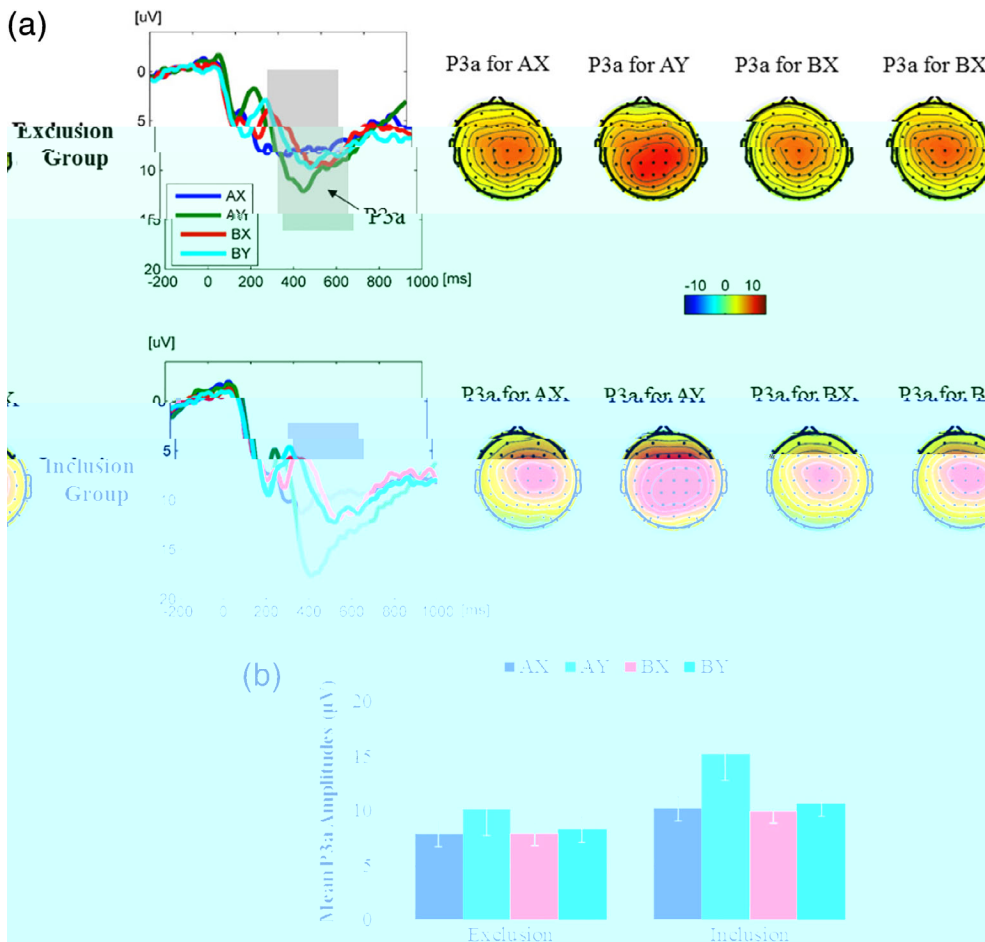 (a)
[uV]
0
5
10
15
20
-200 0 200 400 600 800 1000 [ms]
Exclusion
Group
AX
AY
BX
BY
P3a
P3a for AX P3a for AY P3a for BX P3a for BX
-10 0 10
[uV]
0
5
10
15
20
-200 0 200 400 600 800 1000 [ms]
Inclusion
Group
P3a for AX P3a for AY P3a for BX P3a for B
(b)
AX AY BX BY
Mean P3a Amplitudes (µV)
20
15
10
5
0
Exclusion Inclusion